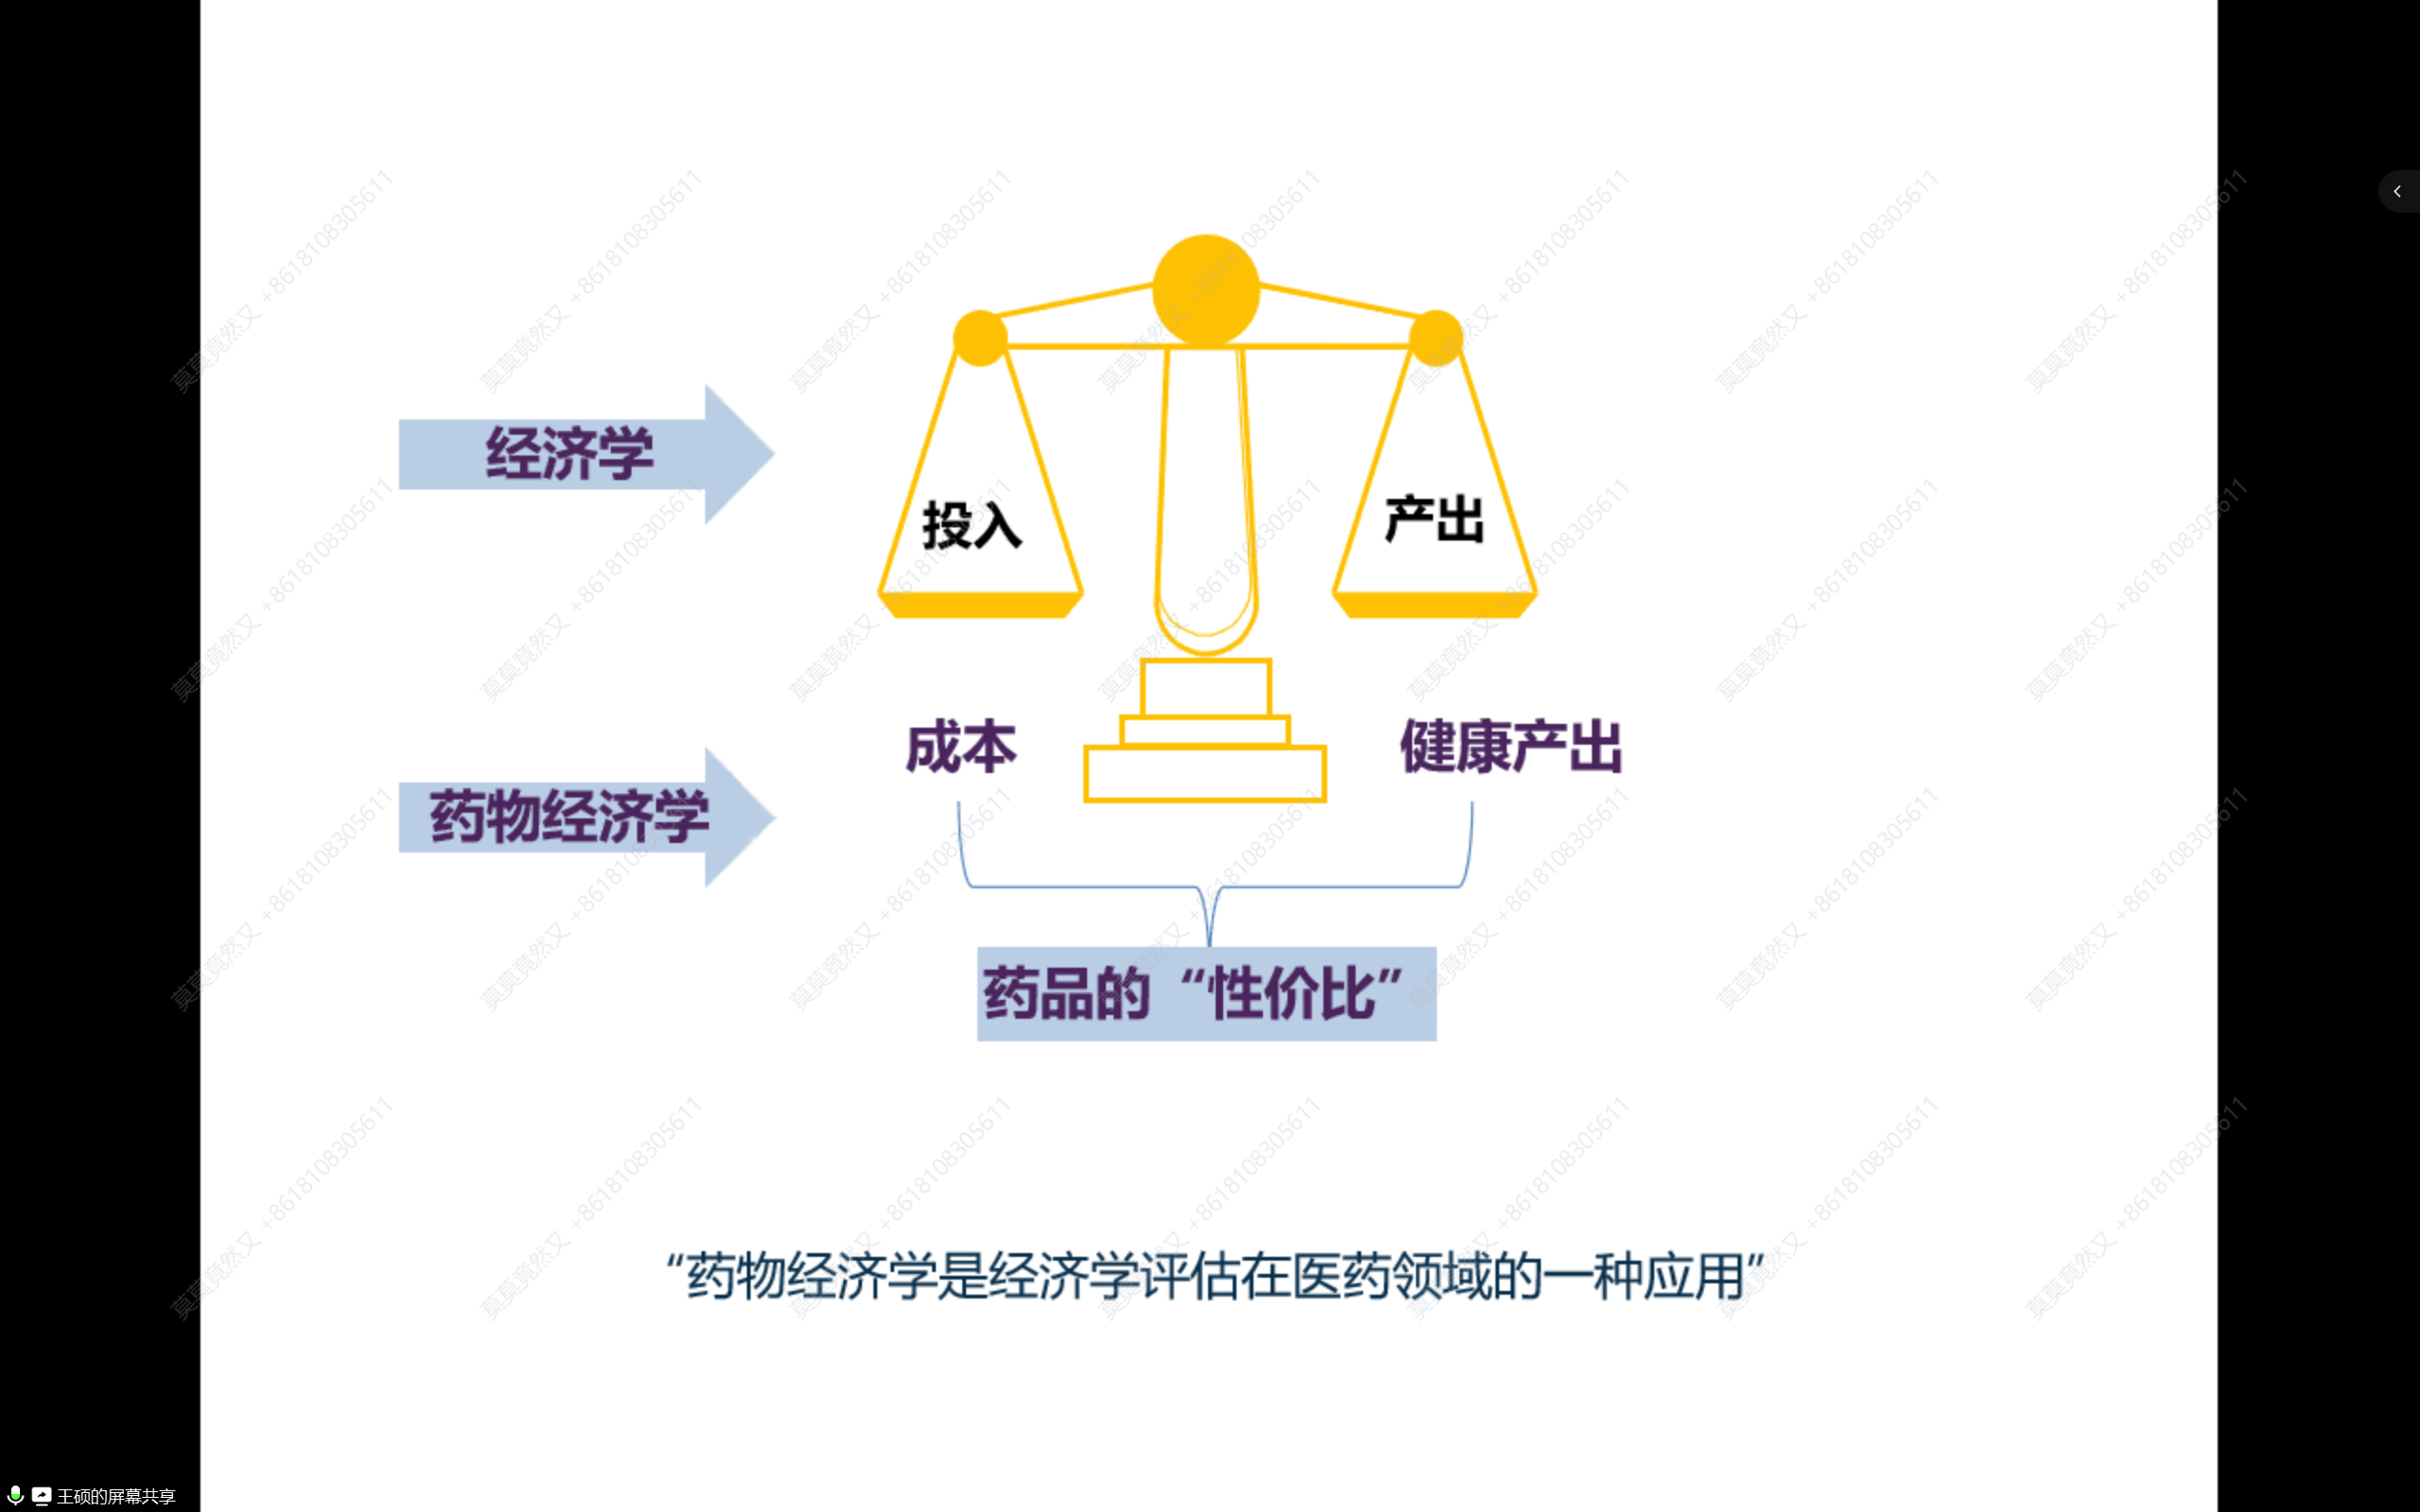 经济学
投入
产出
成本
健康产出
药物经济学
药品的“性价比”
“药物经济学是经济学评估在医药领域的一种应用”
王硕的屏幕共享
莫莫竟然又 +8618108305611